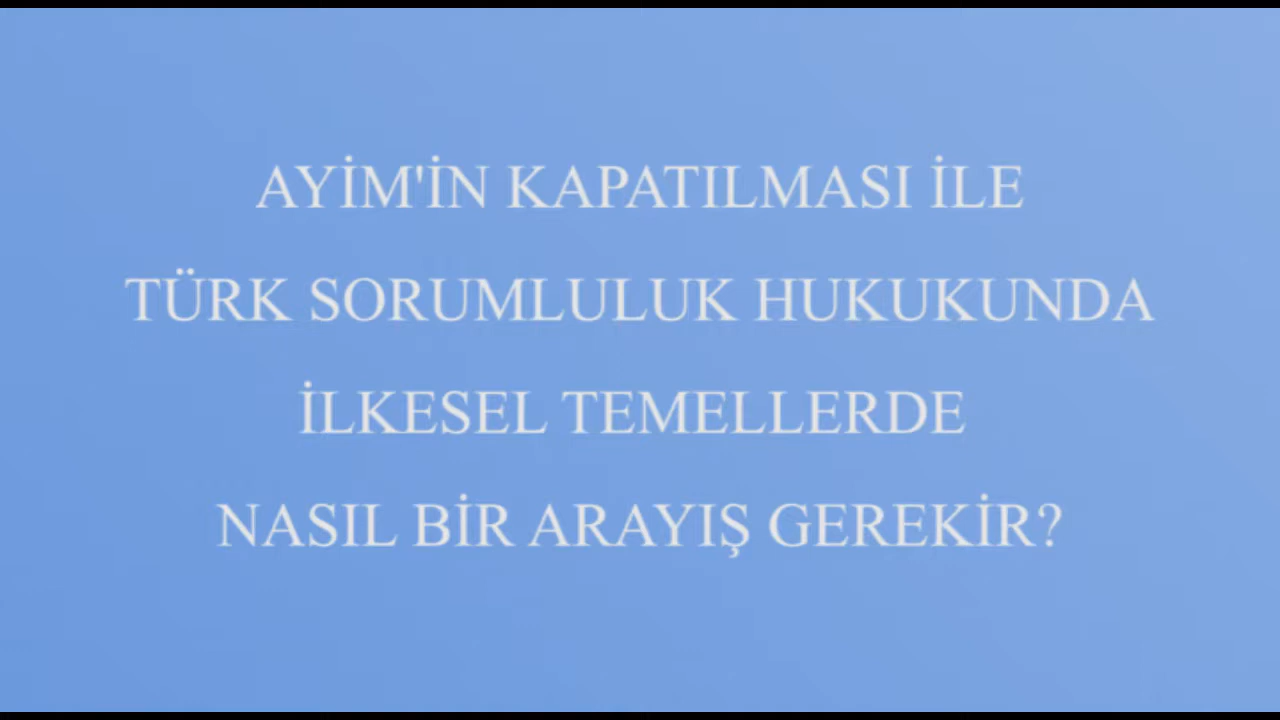 AYİM'İN KAPATILMASI İLE
TÜRK SORUMLULUK HUKUKUNDA
İLKESEL TEMELLERDE
NASIL BİR ARAYIŞ GEREKİR?